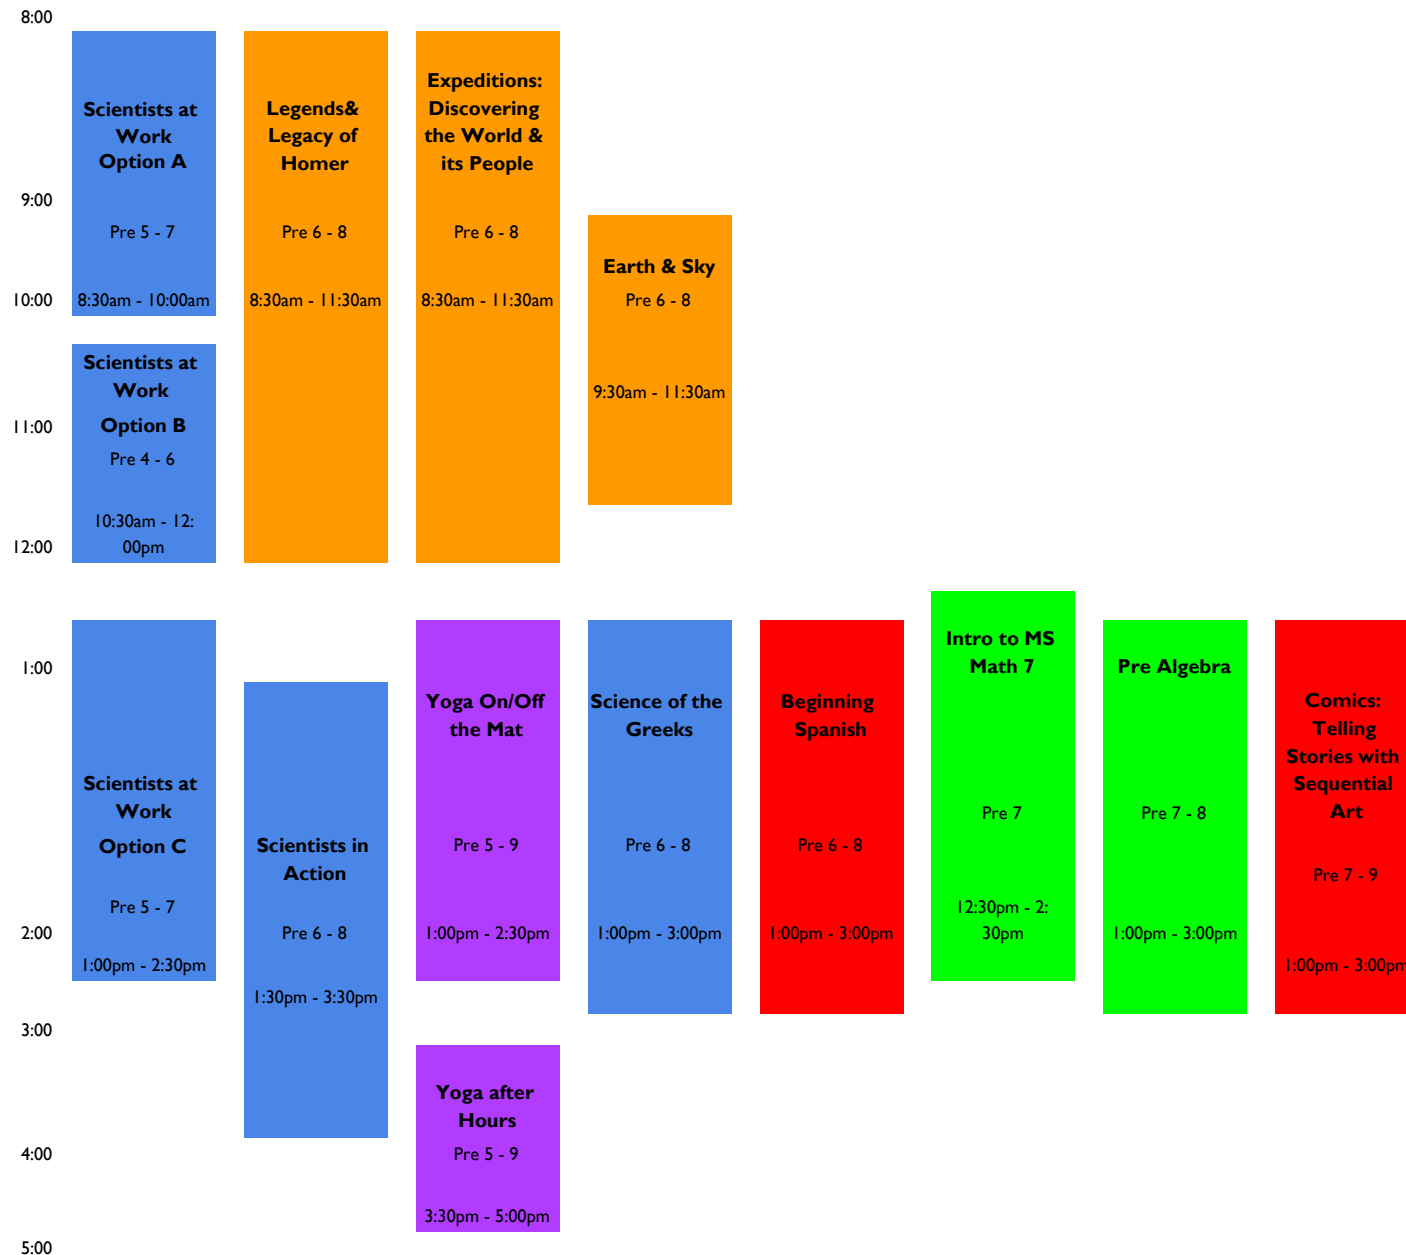 8:00
9:00
10:00
11:00
12:00
1:00
2:00
3:00
4:00
5:00
Scientists at
Work
Option A
Pre 5 - 7
8:30am - 10:00am
Legends&
Legacy of
Homer
Pre 6 - 8
8:30am - 11:30am
Expeditions:
Discovering
the World &
its People
Pre 6 - 8
8:30am - 11:30am
Earth & Sky
Pre 6 - 8
9:30am - 11:30am
Scientists at
Work
Option B
Pre 4 - 6
10:30am - 12:
00pm
Scientists at
Work
Option C
Pre 5 - 7
1:00pm - 2:30pm
Scientists in
Action
Pre 6 - 8
1:30pm - 3:30pm
Yoga On/Off
the Mat
Pre 5 - 9
1:00pm - 2:30pm
Science of the
Greeks
Pre 6 - 8
1:00pm - 3:00pm
Beginning
Spanish
Pre 6 - 8
1:00pm - 3:00pm
Intro to MS
Math 7
Pre 7
12:30pm - 2:
30pm
Pre Algebra
Pre 7 - 8
1:00pm - 3:00pm
Comics:
Telling
Stories with
Sequential
Art
Pre 7 - 9
1:00pm - 3:00pm
Yoga after
Hours
Pre 5 - 9
3:30pm - 5:00pm